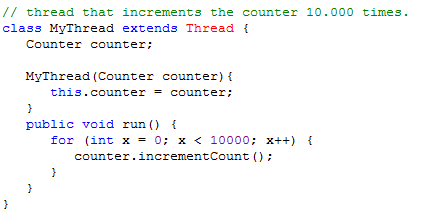 // thread that increments the counter 10.000 times.
class MyThread extends Thread {
   Counter counter;

   MyThread(Counter counter){
      this.counter = counter;
   }
   public void run() {
      for (int x = 0; x < 10000; x++) {
         counter.incrementCount();
      }
   }
}